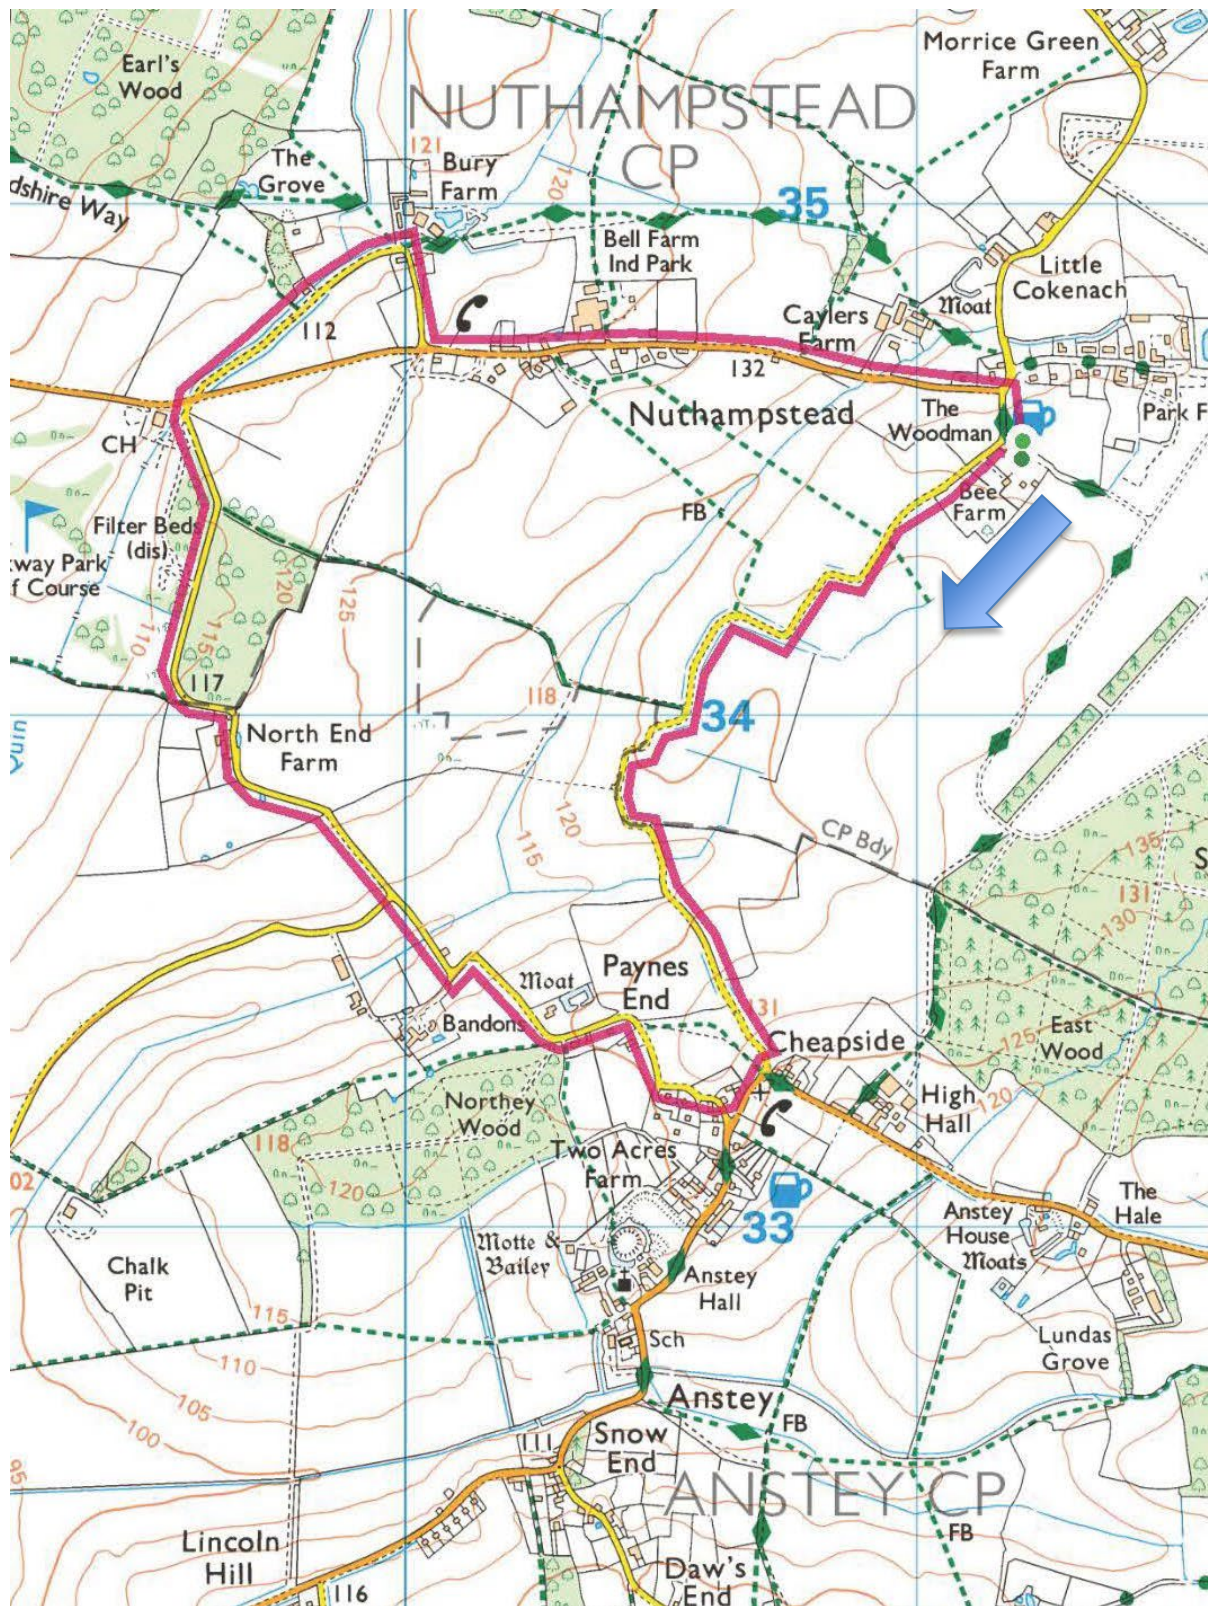 Morrice Green
Farm
Earl's
Wood
NUTHAMPSTEAD
CP
The
Grove
121
Bury
Farm
120
35
dshire Way
Bell Farm
Ind Park
Little
Cokenach
Moat
Caylers
Farm
112
132
CH
Nuthampstead
The
Woodman
Park F
Bee
Farm
FB
Filter Beds
(dis)
way Park
f Course
120
125
110
115
117
118
34
North End
Farm
120
115
CP Bdy
135
S
131
130
Moat
Paynes
End
131
Bandons
Cheapside
125
East
Wood
High
Hall
120
Northey
Wood
118
Two Acres
Farm
02
120
33
Anstey
House
Moats
The
Hale
Motte &
Bailey
Chalk
Pit
Anstey
Hall
115
Sch
Lundas
Grove
110
105
Anstey
100
FB
Snow
End
111
95
ANSTEY CP
FB
Lincoln
Hill
Daw's
End
116